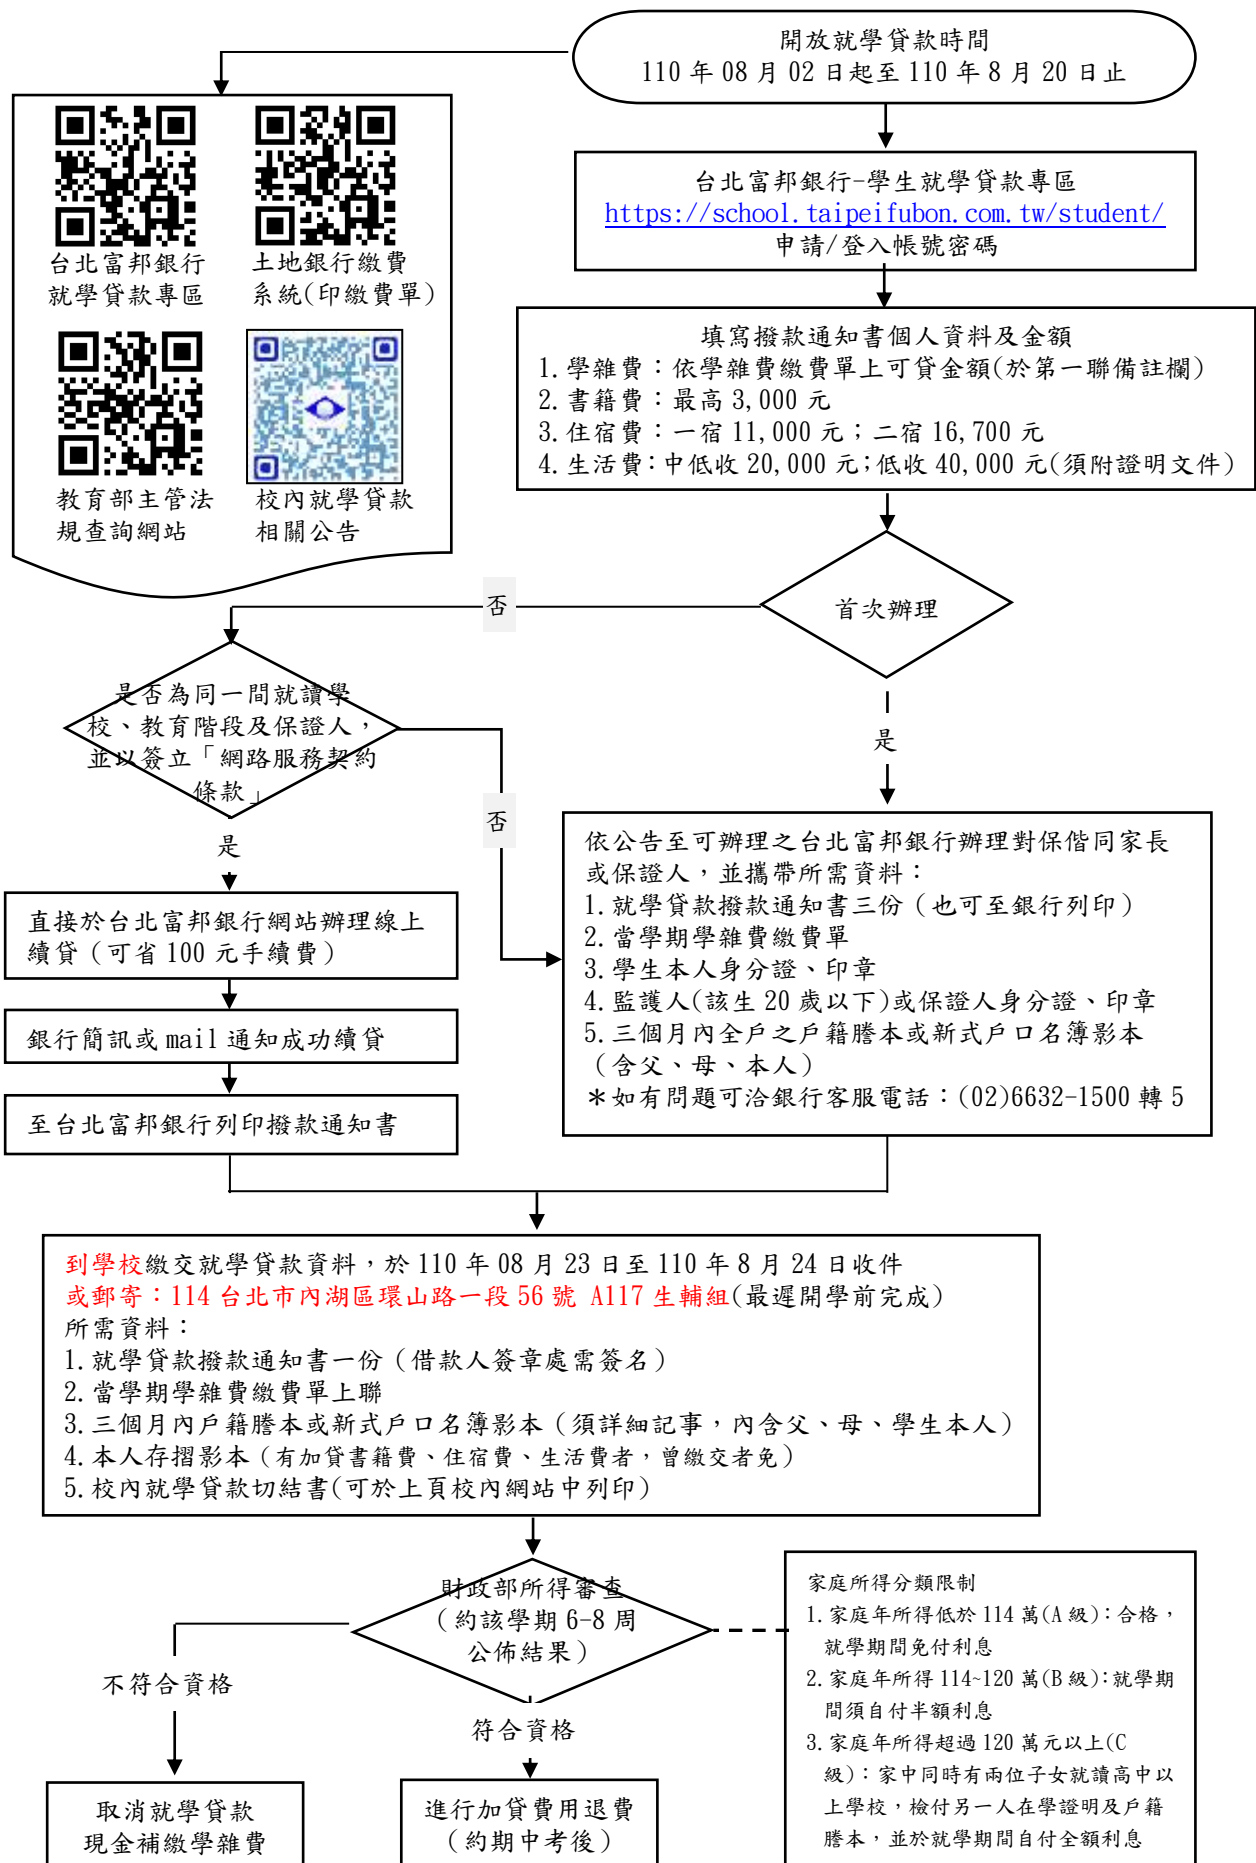 開放就學貸款時間
110 年 08 月 02 日起至 110 年 8 月 20 日止
台北富邦銀行
就學貸款專區
土地銀行繳費
系統(印繳費單)
教育部主管法
規查詢網站
校內就學貸款
相關公告
台北富邦銀行-學生就學貸款專區
https://school.taipeifubon.com.tw/student/
申請/登入帳號密碼
填寫撥款通知書個人資料及金額
1.學雜費：依學雜費繳費單上可貸金額(於第一聯備註欄)
2.書籍費：最高 3,000 元
3.住宿費：一宿 11,000 元；二宿 16,700 元
4.生活費：中低收 20,000 元；低收 40,000 元(須附證明文件)
首次辦理
否
是
是否為同一間就讀學
校、教育階段及保證人，
並以簽立「網路服務契約
條款」
否
是
直接於台北富邦銀行網站辦理線上
續貸（可省 100 元手續費）
銀行簡訊或 mail 通知成功續貸
至台北富邦銀行列印撥款通知書
依公告至可辦理之台北富邦銀行辦理對保偕同家長
或保證人，並攜帶所需資料：
1.就學貸款撥款通知書三份（也可至銀行列印）
2.當學期學雜費繳費單
3.學生本人身分證、印章
4.監護人(該生 20 歲以下)或保證人身分證、印章
5.三個月內全戶之戶籍謄本或新式戶口名簿影本
（含父、母、本人）
＊如有問題可洽銀行客服電話：(02)6632-1500 轉 5
到學校繳交就學貸款資料，於 110 年 08 月 23 日至 110 年 8 月 24 日收件
或郵寄：114 台北市內湖區環山路一段 56 號 A117 生輔組(最遲開學前完成)
所需資料：
1.就學貸款撥款通知書一份（借款人簽章處需簽名）
2.當學期學雜費繳費單上聯
3.三個月內戶籍謄本或新式戶口名簿影本（須詳細記事，內含父、母、學生本人）
4.本人存摺影本（有加貸書籍費、住宿費、生活費者，曾繳交者免）
5.校內就學貸款切結書(可於上頁校內網站中列印)
財政部所得審查
（約該學期 6-8 周
公佈結果）
不符合資格
符合資格
取消就學貸款
現金補繳學雜費
進行加貸費用退費
（約期中考後）
家庭所得分類限制
1.家庭年所得低於 114 萬(A 級)：合格，
就學期間免付利息
2.家庭年所得 114~120 萬(B 級)：就學期
間須自付半額利息
3.家庭年所得超過 120 萬元以上(C
級)：家中同時有兩位子女就讀高中以
上學校，檢付另一人在學證明及戶籍
謄本，並於就學期間自付全額利息